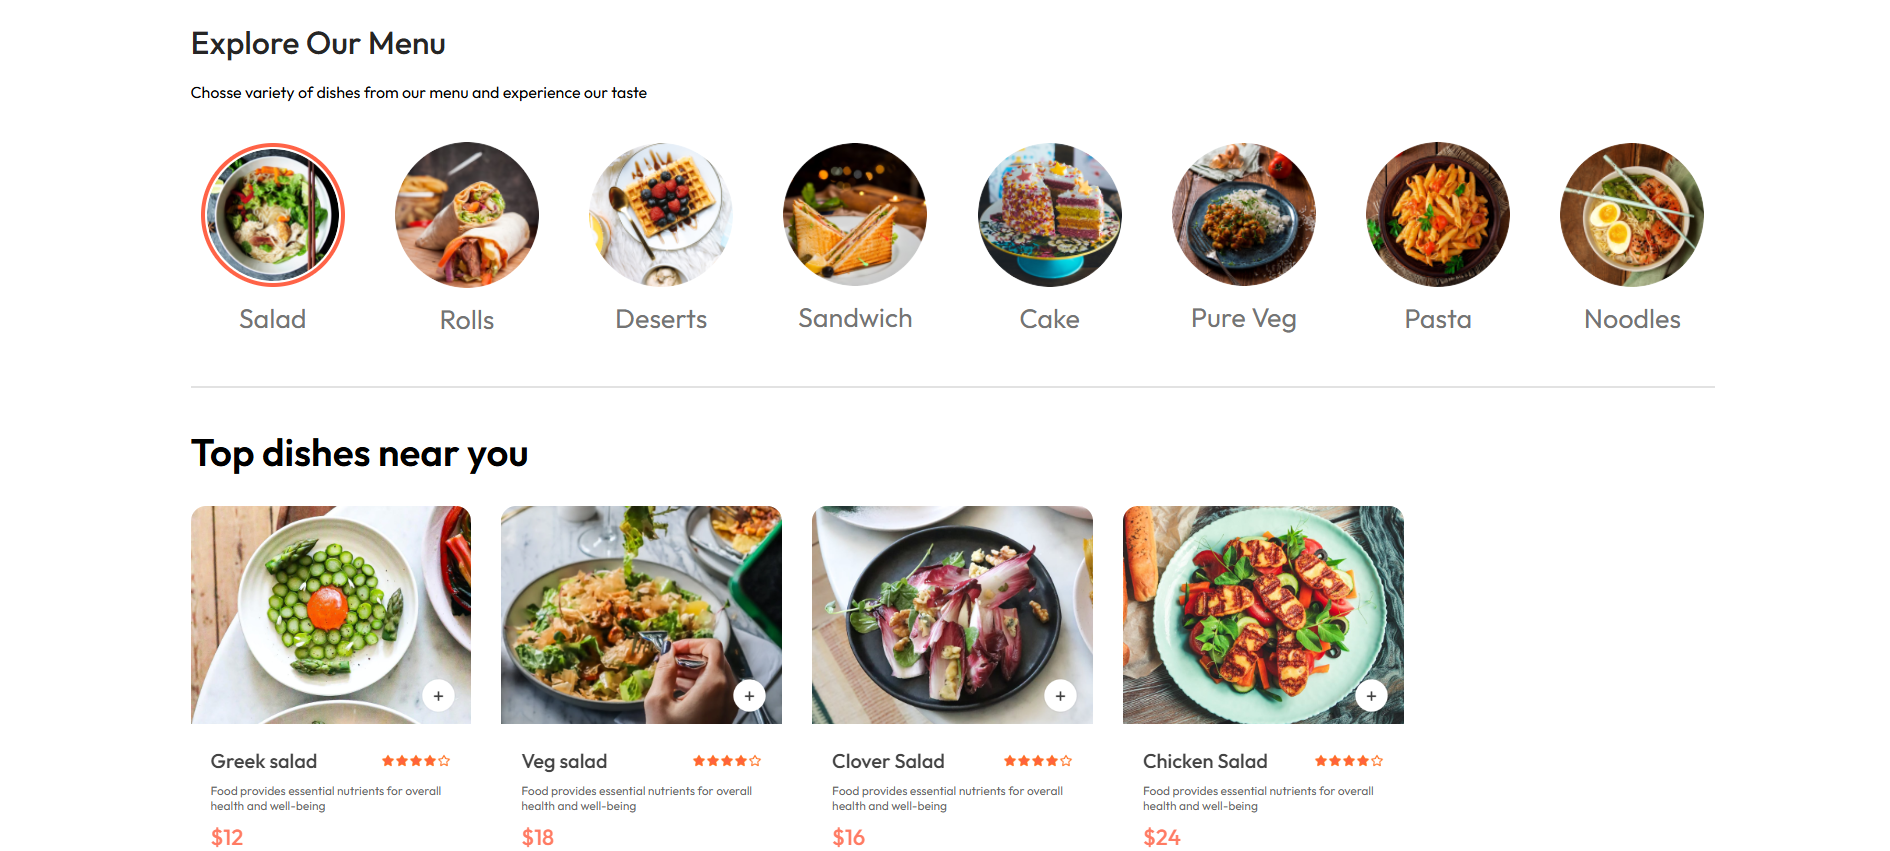 Explore Our Menu
Chosse variety of dishes from our menu and experience our taste
Salad
Rolls
Deserts
Sandwich
Cake
Pure Veg
Pasta
Noodles
Top dishes near you
+
+
+
+
Greek salad
Food provides essential nutrients for overall
health and well-being
$12
Veg salad
Food provides essential nutrients for overall
health and well-being
$18
Clover Salad
Food provides essential nutrients for overall
health and well-being
$16
Chicken Salad
Food provides essential nutrients for overall
health and well-being
$24